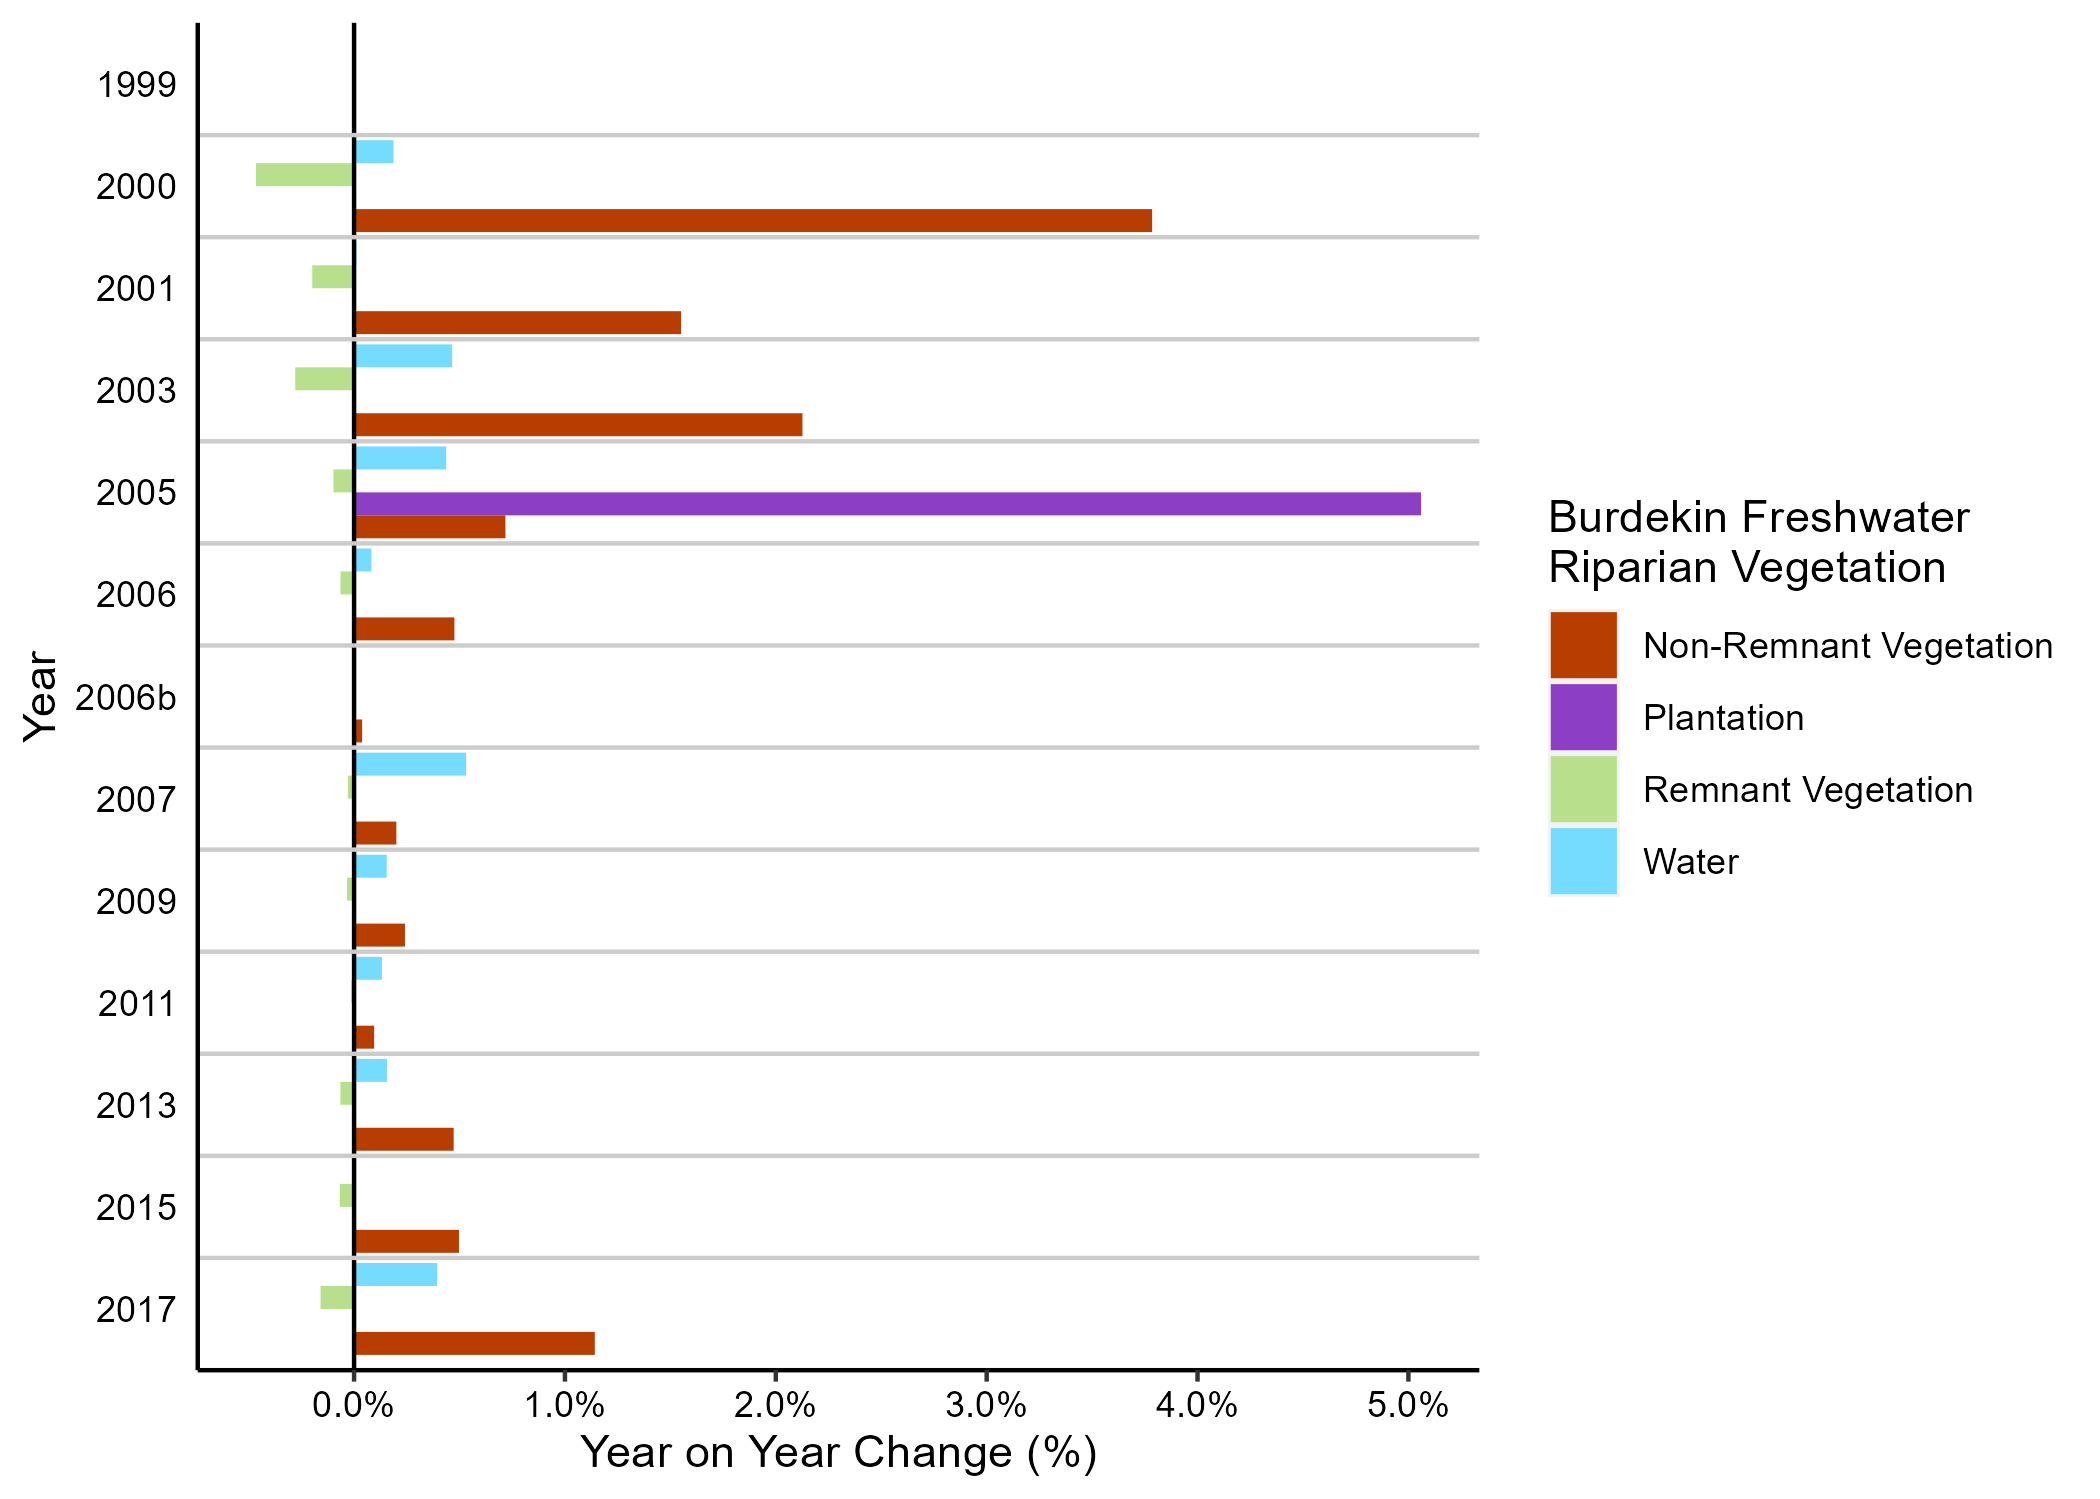 1999
2000
2001
2003
2005
2006
2006b
2007
2009
2011
2013
2015
2017
Year
0.0%
1.0%
2.0%
3.0%
4.0%
5.0%
Year on Year Change (%)
Burdekin Freshwater
Riparian Vegetation
Non-Remnant Vegetation
Plantation
Remnant Vegetation
Water